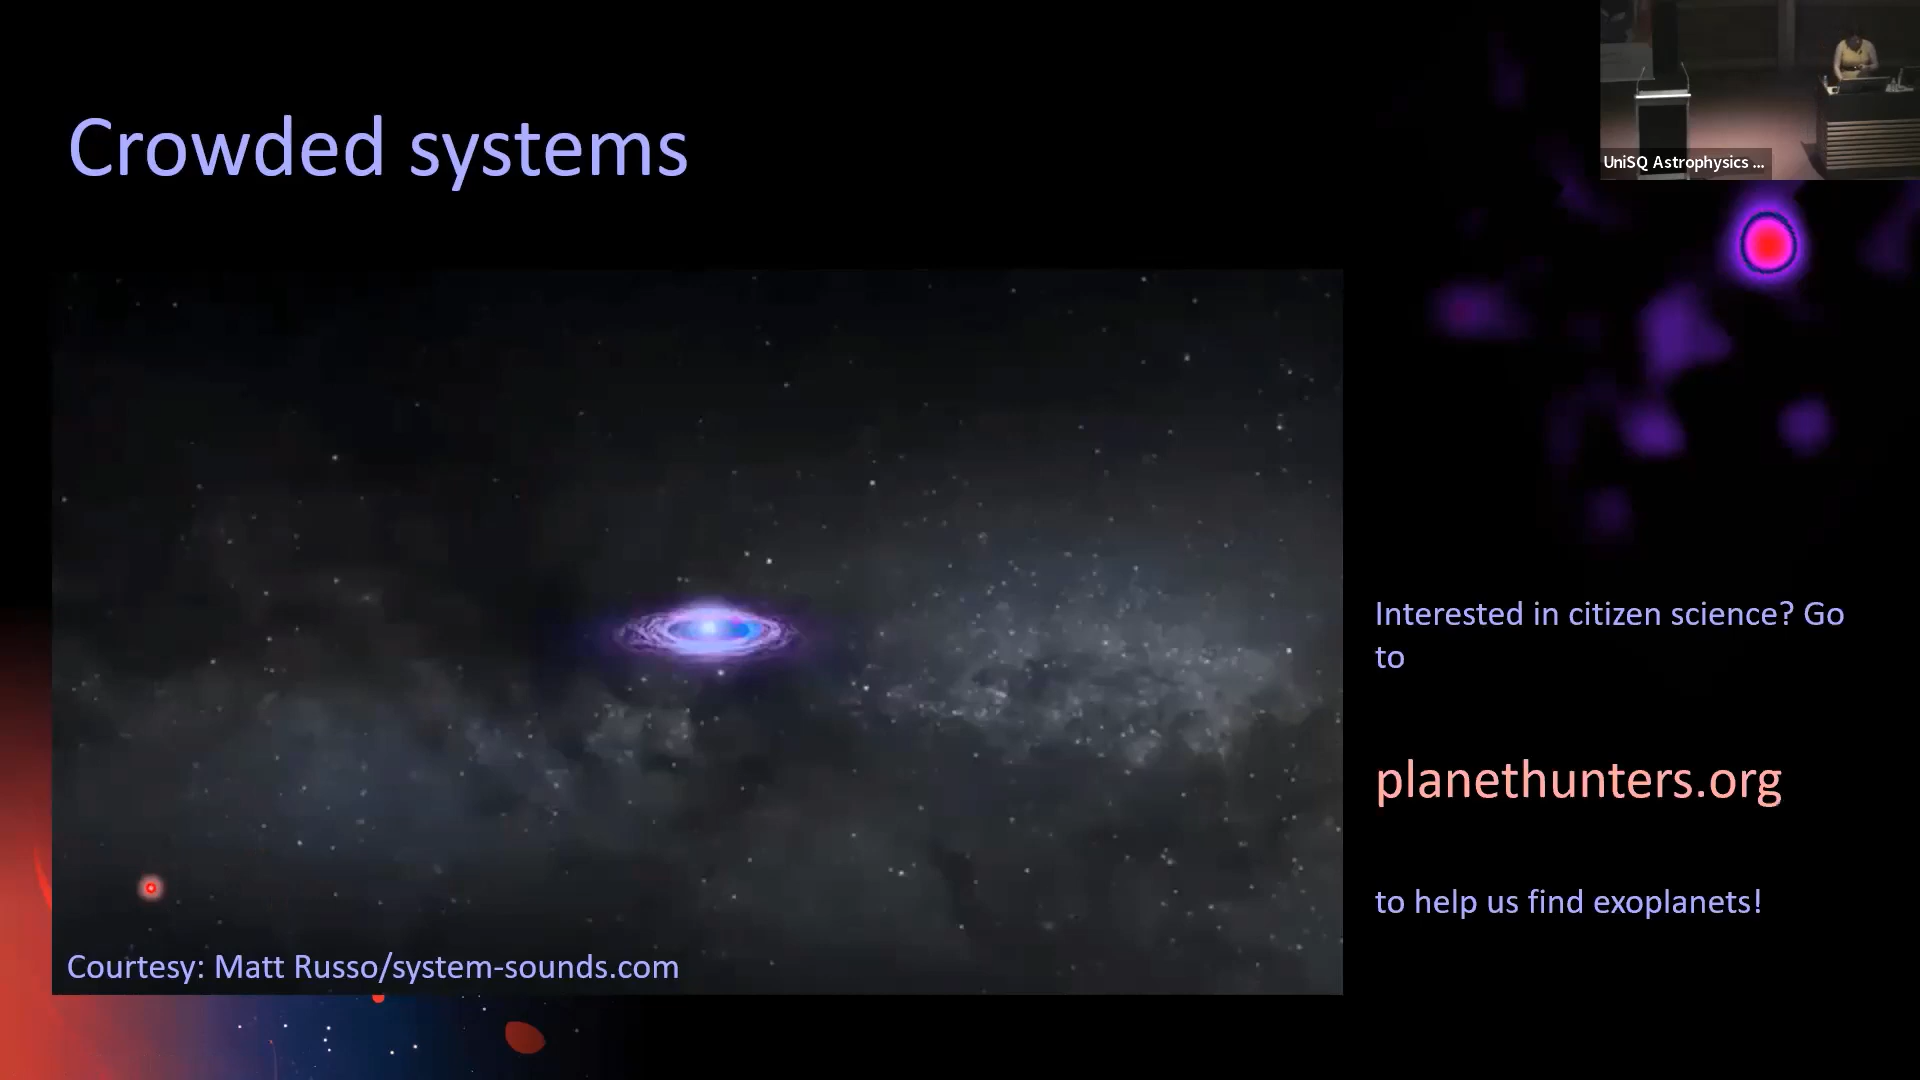 Crowded systems
UniSQ Astrophysics ...
Interested in citizen science? Go
to
planethunters.org
to help us find exoplanets!
Courtesy: Matt Russo/system-sounds.com